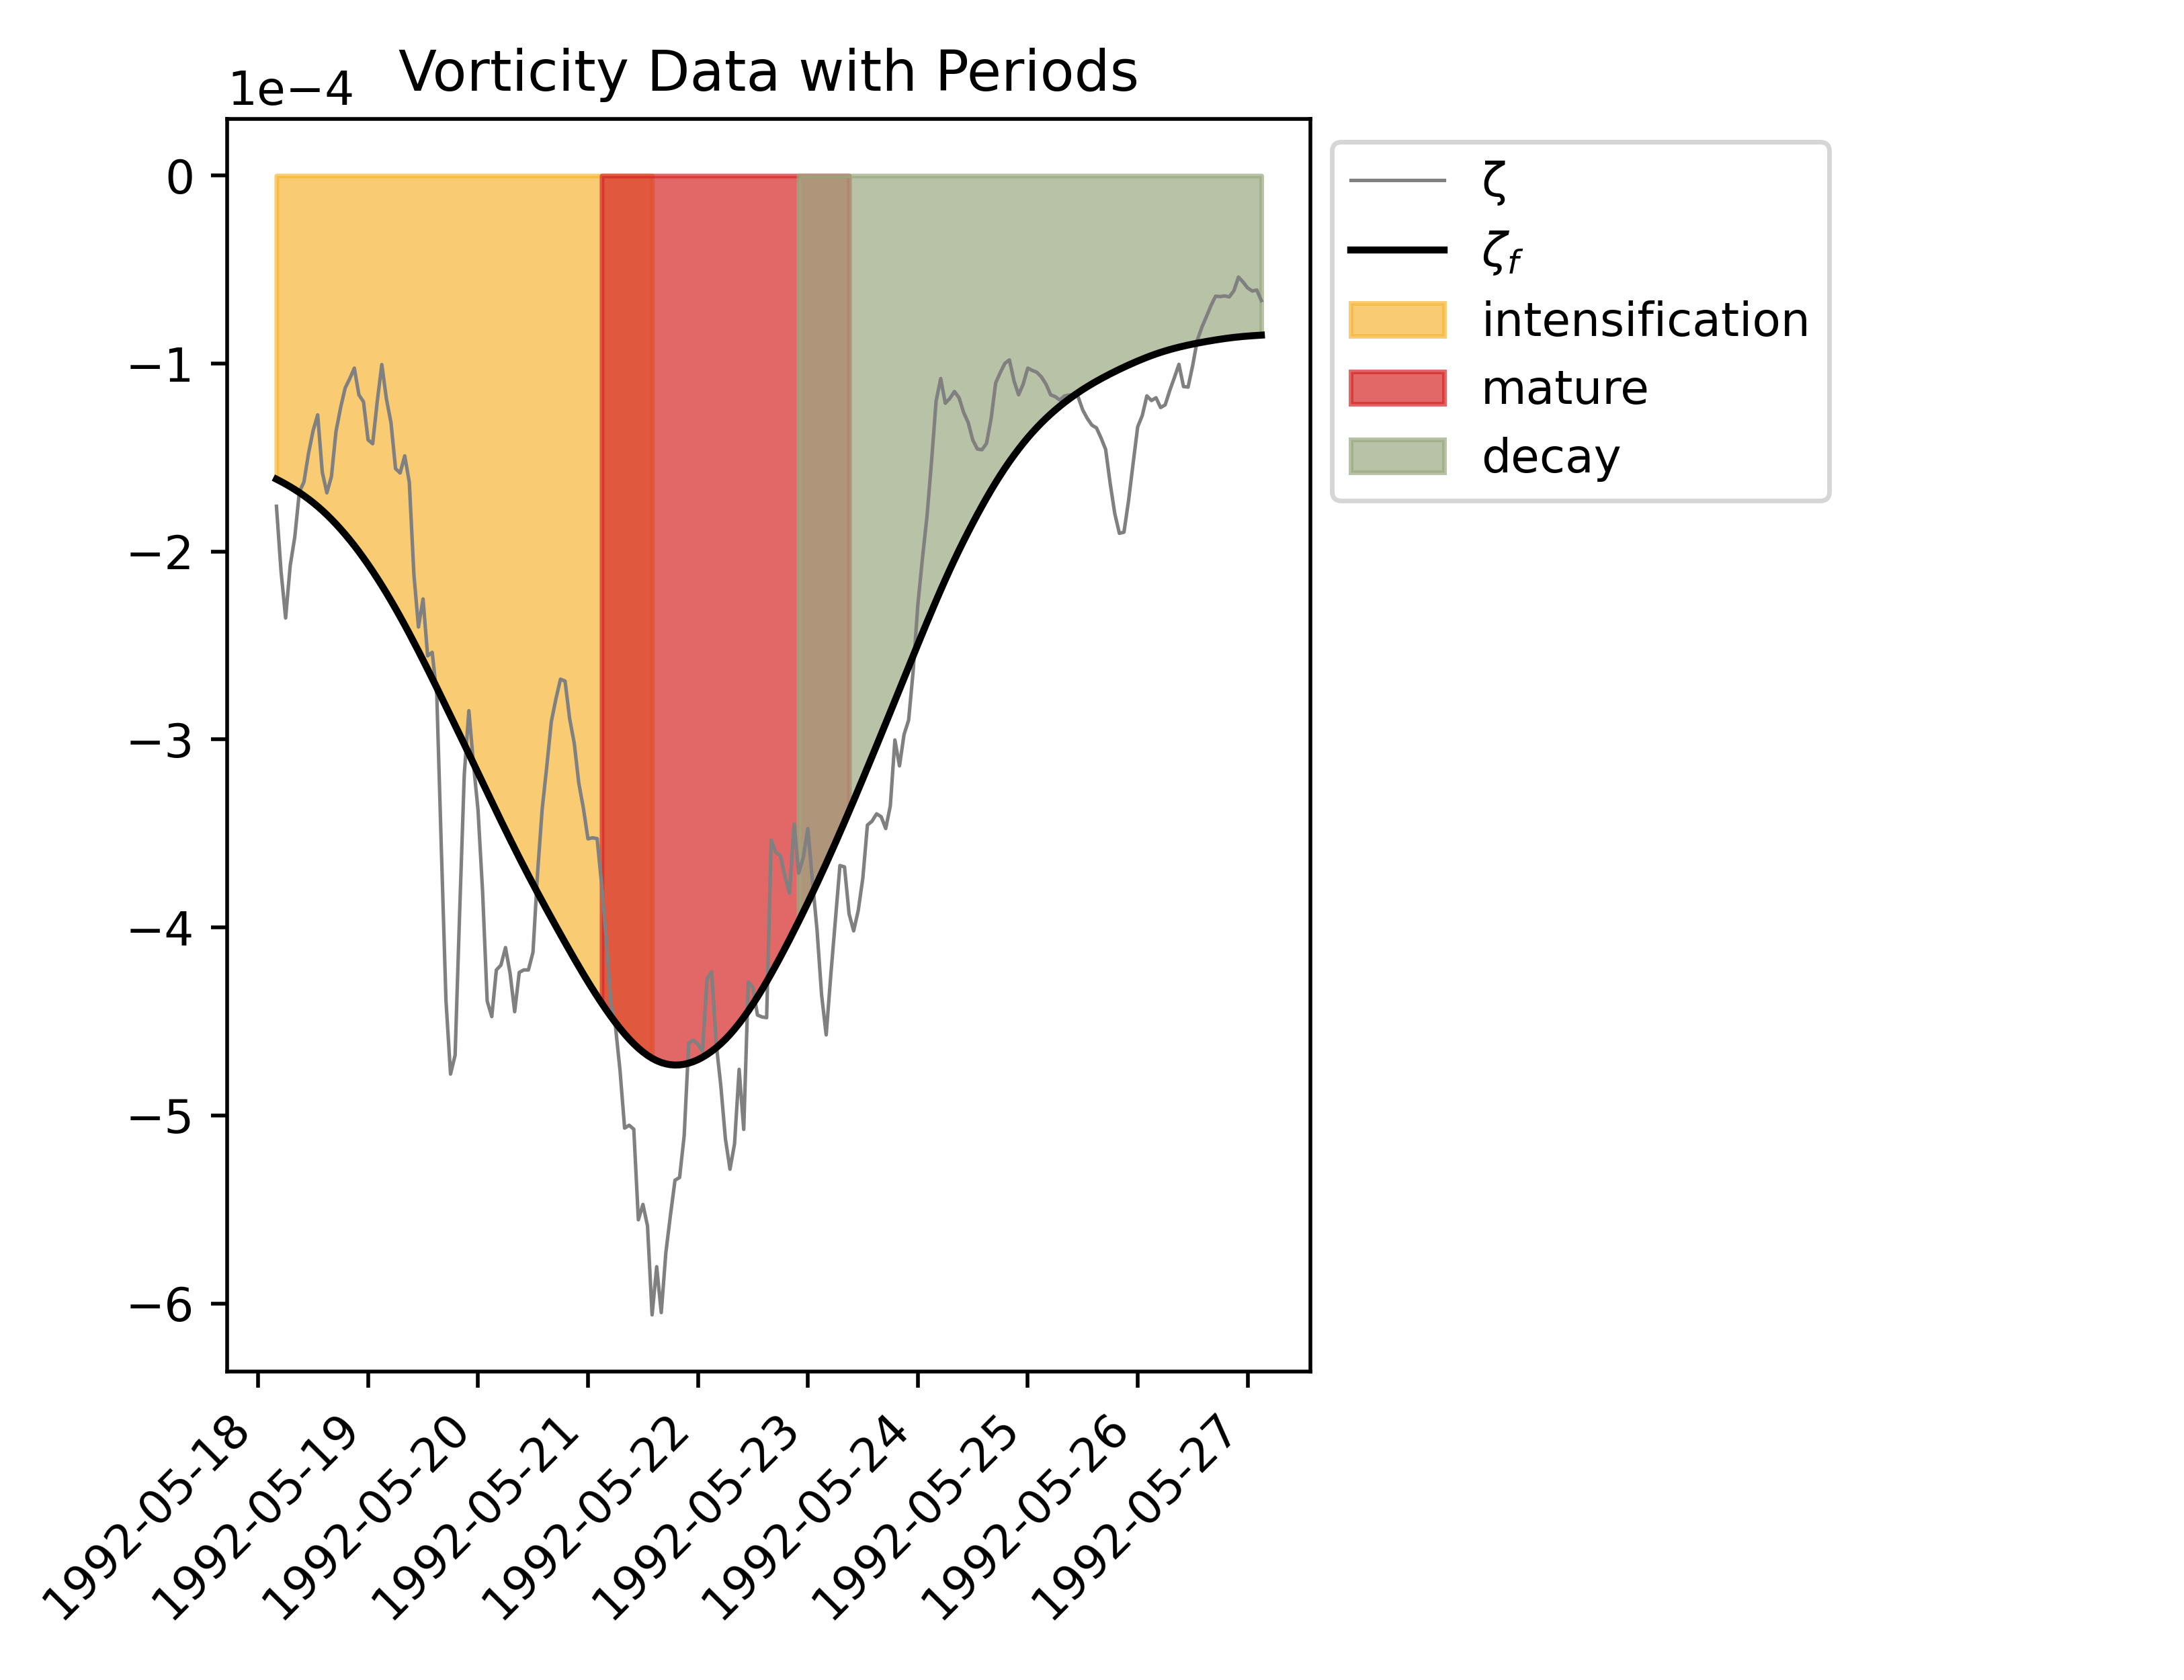 Vorticity Data with Periods
1e−4
0
−1
−2
−3
−4
−5
−6
1992-05-18
1992-05-19
1992-05-20
1992-05-21
1992-05-22
1992-05-23
1992-05-24
1992-05-25
1992-05-26
1992-05-27
ζ
ζf
intensification
mature
decay